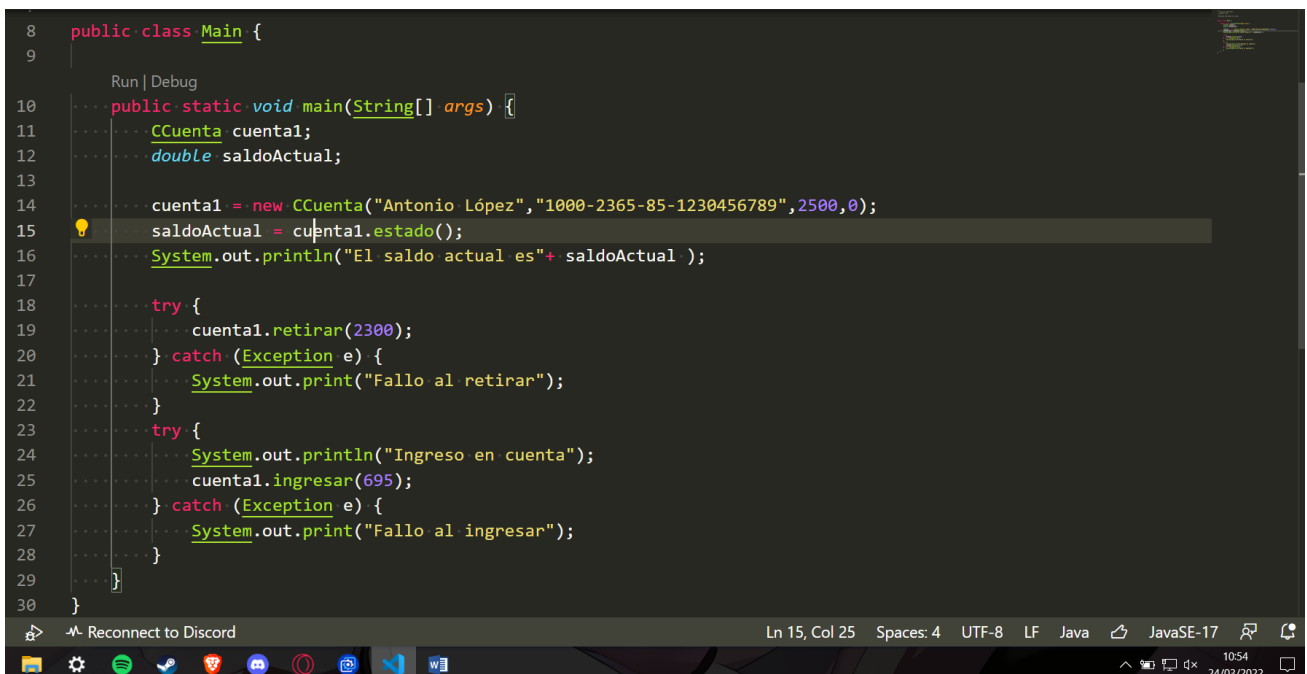 8 public class Main {
9
Run | Debug
10 public static void main(String[] args) {
11 CCuenta cuenta1;
12 double saldoActual;
13
14 cuenta1 = new CCuenta("Antonio López","1000-2365-85-1230456789",2500,0);
15 saldoActual = cuenta1.estado();
16 System.out.println("El saldo actual es"+ saldoActual );
17
18 try {
19 cuenta1.retirar(2300);
20 } catch (Exception e) {
21 System.out.print("Fallo al retirar");
22 }
23 try {
24 System.out.println("Ingreso en cuenta");
25 cuenta1.ingresar(695);
26 } catch (Exception e) {
27 System.out.print("Fallo al ingresar");
28 }
29 }
30 }
Reconnect to Discord Ln 15, Col 25 Spaces: 4 UTF-8 LF Java JavaSE-17
10:54
24/03/2022